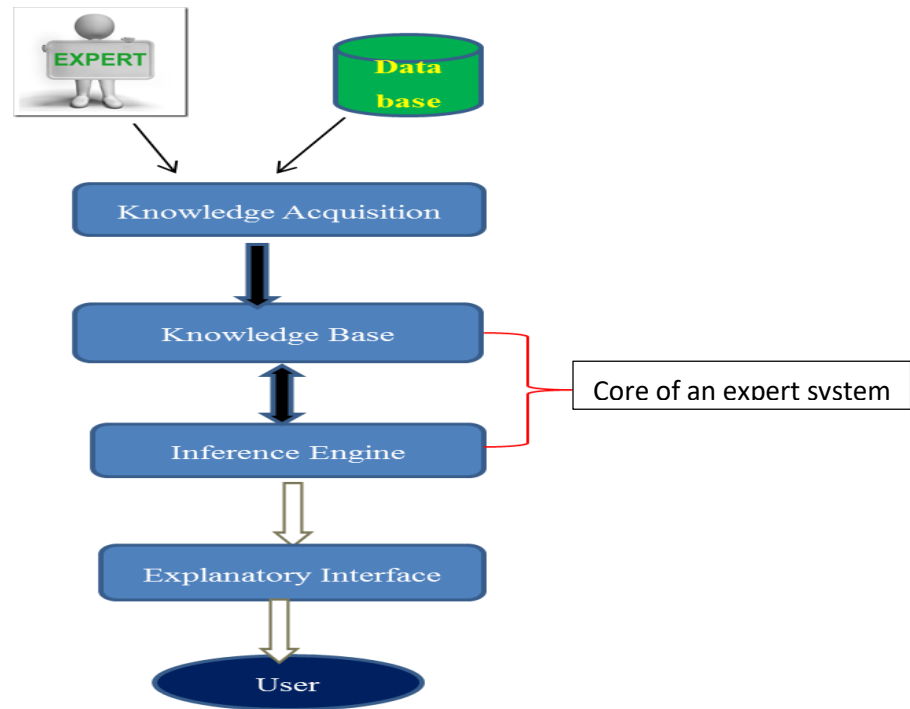 EXPERT
Data
base
Knowledge Acquisition
Knowledge Base
Core of an expert system
Inference Engine
Explanatory Interface
User